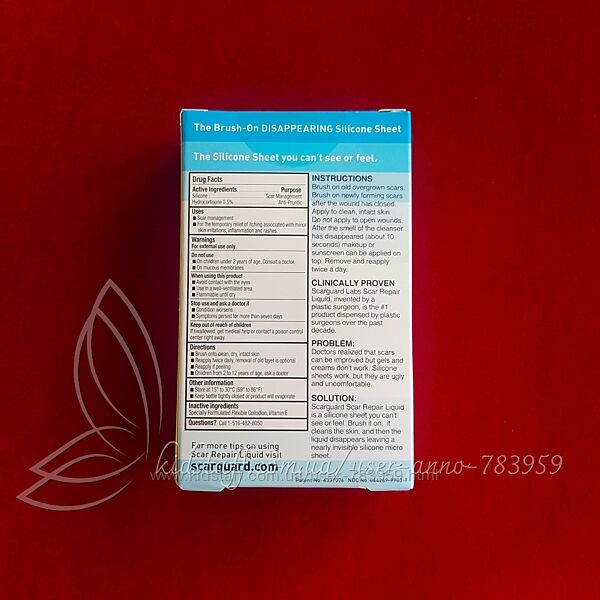 The Brush-On DISAPPEARING Silicone Sheet
The Silicone Sheet you can't see or feel.
Drug Facts
Active Ingredients Purpose
Silicone Scar Management
Hydrocortisone 0.5% Anti-Pruritic
Uses
■ Scar management
■ For the temporary relief of itching associated with minor
skin irritations, inflammation and rashes.
Warnings
For external use only
Do not use
■ On children under 2 years of age. Consult a doctor.
■ On mucous membranes
When using this product
■ Avoid contact with the eyes
■ Use in a well-ventilated area
■ Flammable until dry
Stop use and ask a doctor if
■ Condition worsens
■ Symptoms persist for more than seven days
Keep out of reach of children
If swallowed, get medical help or contact a poison control
center right away.
Directions
■ Brush onto clean, dry, intact skin
■ Reapply twice daily, removal of old layer is optional
■ Reapply if peeling
■ Children from 2 to 12 years of age, ask a doctor
Other information
■ Store at 15° to 30°C (59° to 86°F)
■ Keep bottle tightly closed or product will evaporate
Inactive ingredients
Specially Formulated Flexible Collodion, Vitamin E
Questions? Call 1-516-482-8050
For more tips on using
Scar Repair Liquid visit
scarguard.com
INSTRUCTIONS
Brush on old overgrown scars.
Brush on newly forming scars
after the wound has closed.
Apply to clean, intact skin.
Do not apply to open wounds.
After the smell of the cleanser
has disappeared (about 10
seconds) makeup or
sunscreen can be applied on
top. Remove and reapply
twice a day.
CLINICALLY PROVEN
Scarguard Labs Scar Repair
Liquid, invented by a
plastic surgeon, is the #1
product dispensed by plastic
surgeons over the past
decade.
PROBLEM:
Doctors realized that scars
can be improved but gels and
creams don't work. Silicone
sheets work, but they are ugly
and uncomfortable.
SOLUTION:
Scarguard Scar Repair Liquid
is a silicone sheet you can't
see or feel. Brush it on, it
cleans the skin, and then the
liquid disappears leaving a
nearly invisible silicone micro
sheet.
Patent No.
NDC No.